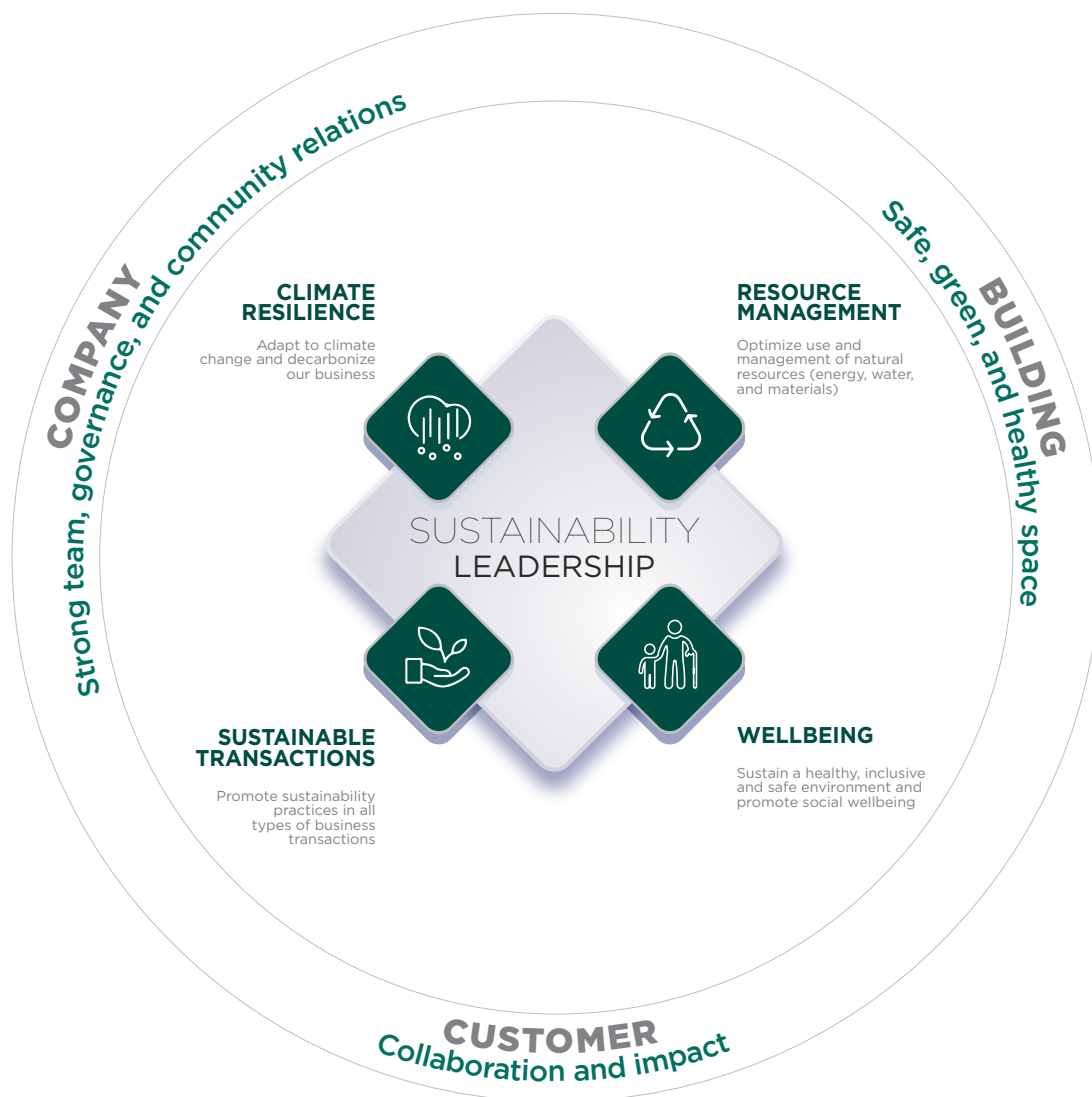 COMPANY
Strong team, governance, and community relations
BUILDING
Safe, green, and healthy space
CLIMATE
RESILIENCE
Adapt to climate
change and decarbonize
our business
RESOURCE
MANAGEMENT
Optimize use and
management of natural
resources (energy, water,
and materials)
SUSTAINABILITY
LEADERSHIP
SUSTAINABLE
TRANSACTIONS
Promote sustainability
practices in all
types of business
transactions
WELLBEING
Sustain a healthy, inclusive
and safe environment and
promote social wellbeing
CUSTOMER
Collaboration and impact